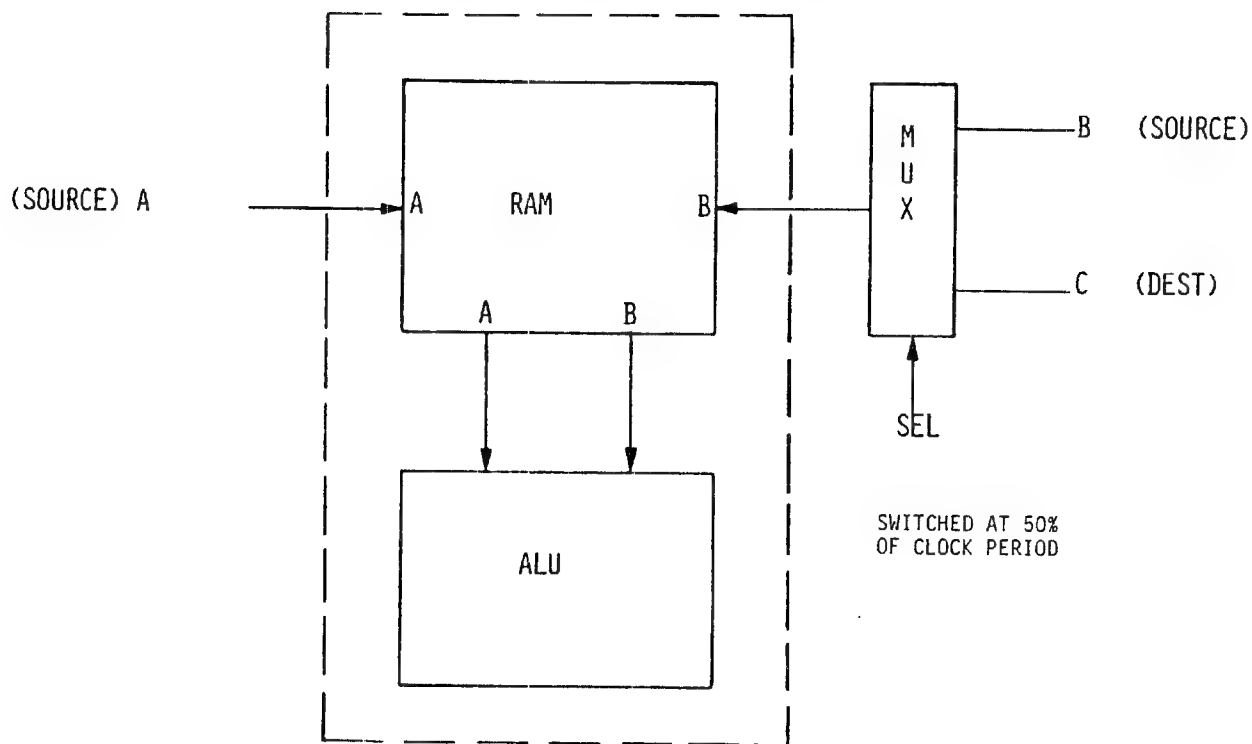 (SOURCE) A
A
RAM
B
A
B
ALU
M
U
X
B (SOURCE)
C (DEST)
SEL
SWITCHED AT 50%
OF CLOCK PERIOD